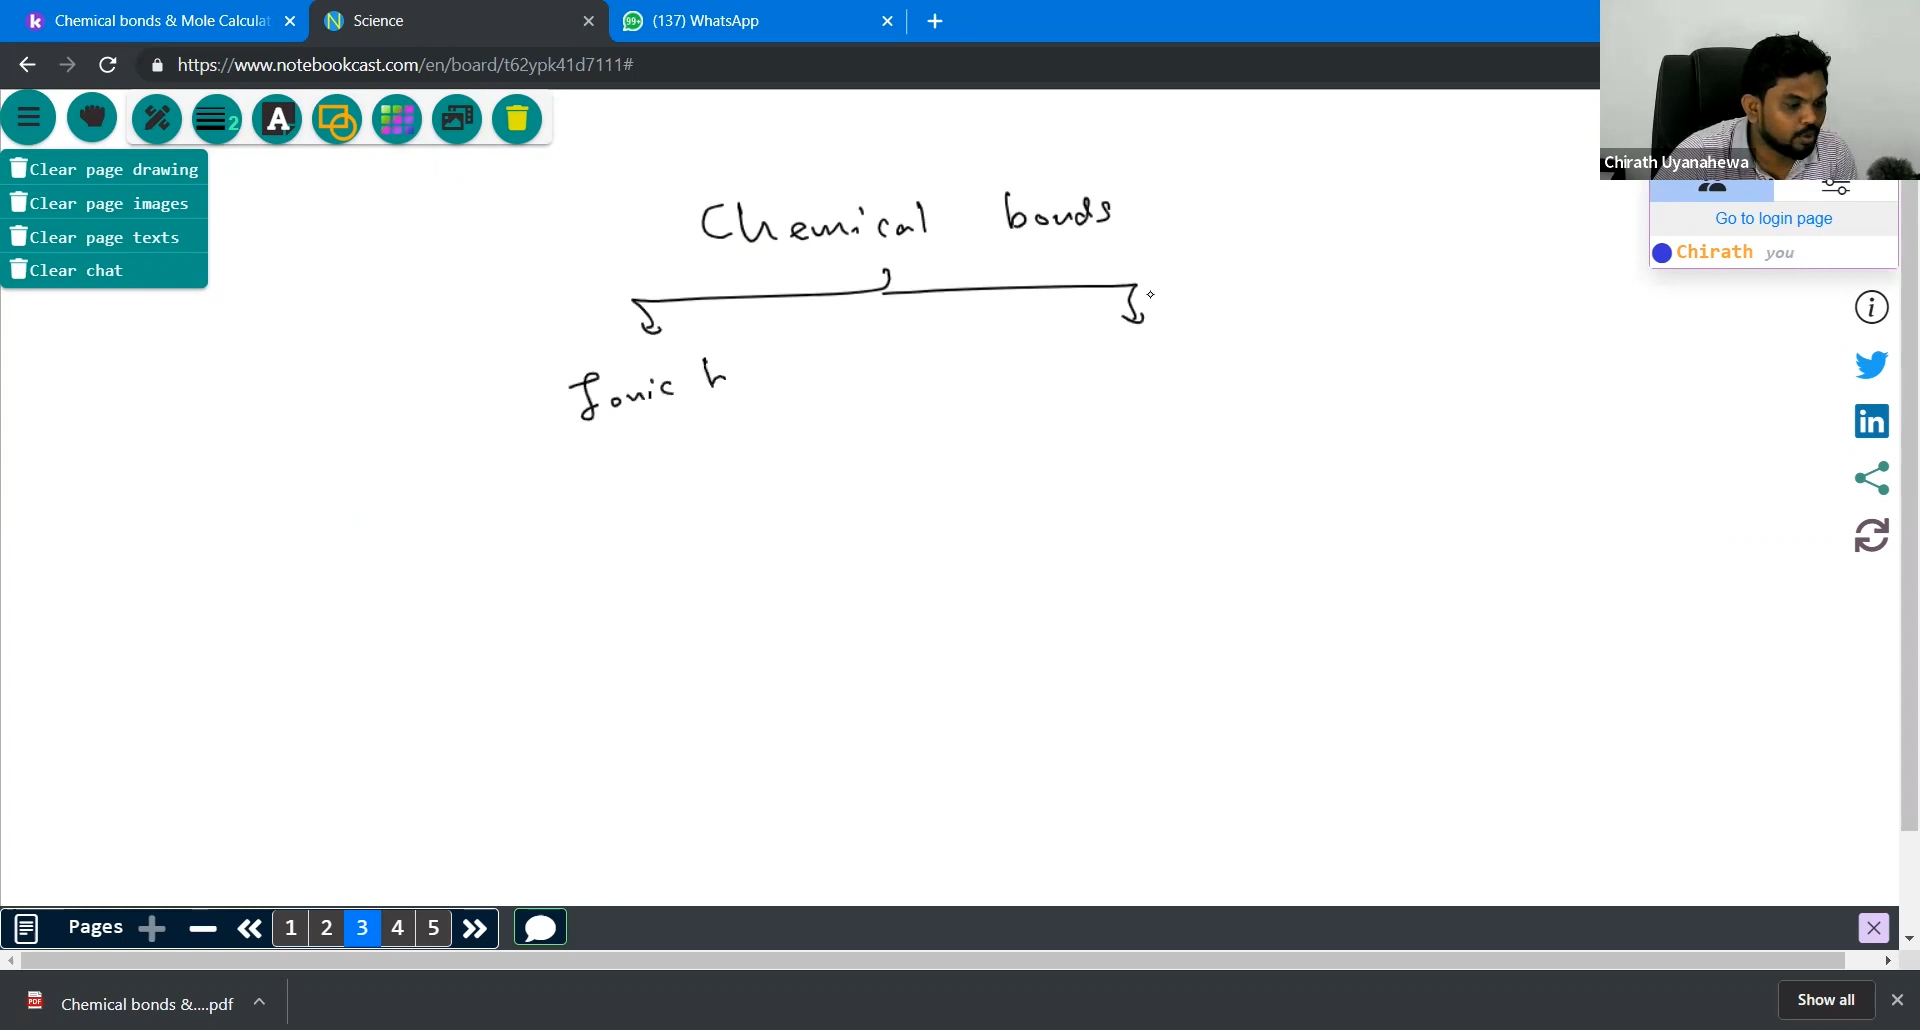 Chemical bonds & Mole Calculat
Science
99+ (137) WhatsApp
https://www.notebookcast.com/en/board/t62ypk41d7111#
2 A
Clear page drawing
Clear page images
Clear page texts
Clear chat
Chirath Uyanahewa
Go to login page
Chirath you
Chemical bonds
Ionic b
Pages 1 2 3 4 5
Chemical bonds &....pdf
Show all